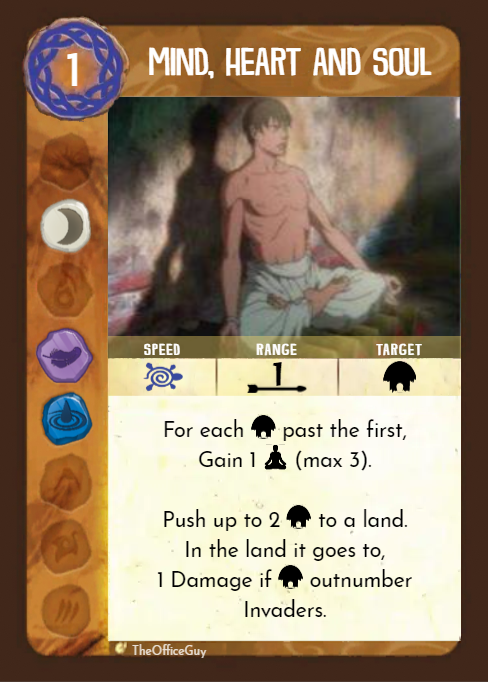 1
MIND, HEART AND SOUL
SPEED RANGE TARGET
1
For each past the first,
Gain 1 (max 3).
Push up to 2 to a land.
In the land it goes to,
1 Damage if outnumber
Invaders.
TheOfficeGuy